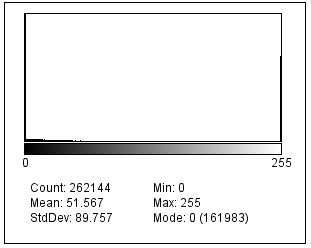 0 255
Count: 262144 Min: 0
Mean: 51.567 Max: 255
StdDev: 89.757 Mode: 0 (161983)